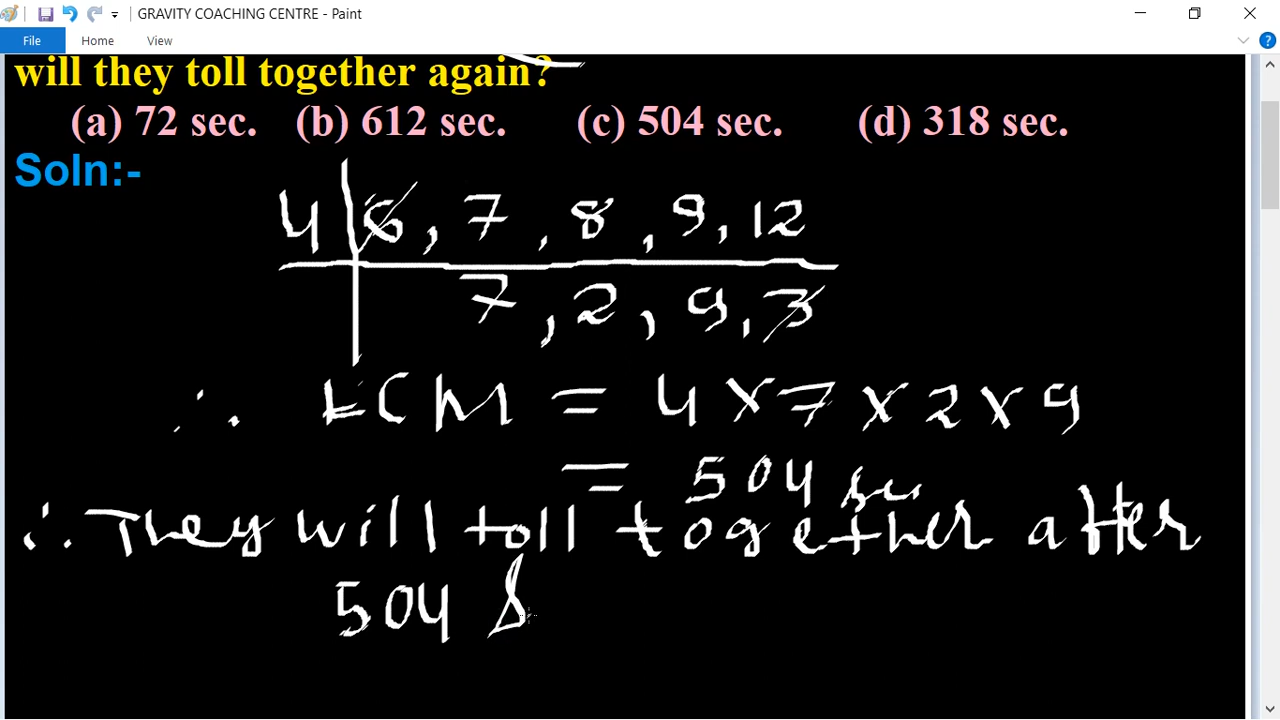 GRAVITY COACHING CENTRE - Paint
File Home View
will they toll together again?
(a) 72 sec. (b) 612 sec. (c) 504 sec. (d) 318 sec.
Soln:-
4 6, 7, 8, 9, 12
7, 2, 9, 3
∴ LCM = 4 × 7 × 2 × 9
= 504 sec
∴ They will toll together after
504 s